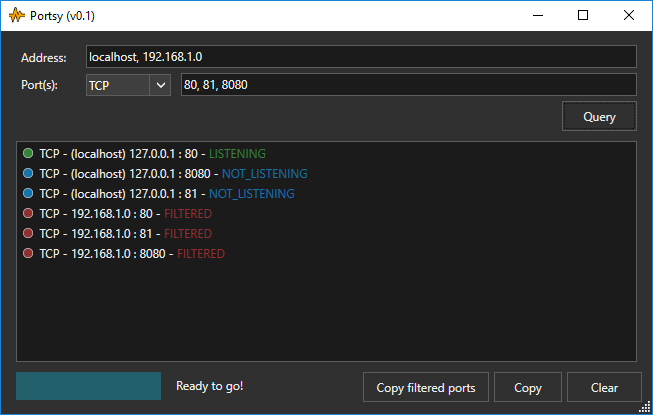 Portsy (v0.1)
Address: localhost, 192.168.1.0
Port(s): TCP 80, 81, 8080
Query
TCP - (localhost) 127.0.0.1 : 80 - LISTENING
TCP - (localhost) 127.0.0.1 : 8080 - NOT_LISTENING
TCP - (localhost) 127.0.0.1 : 81 - NOT_LISTENING
TCP - 192.168.1.0 : 80 - FILTERED
TCP - 192.168.1.0 : 81 - FILTERED
TCP - 192.168.1.0 : 8080 - FILTERED
Ready to go! Copy filtered ports Copy Clear